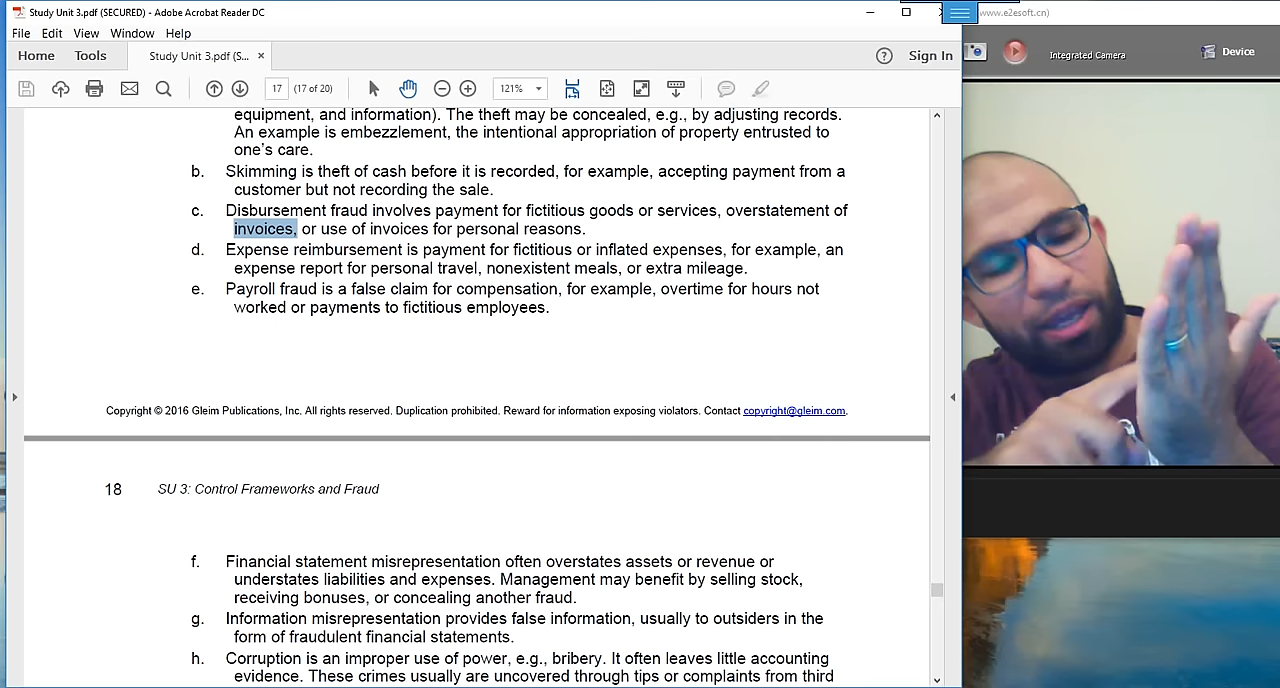 Study Unit 3.pdf (SECURED) - Adobe Acrobat Reader DC
www.e2esoft.cn)
File Edit View Window Help
Home Tools Study Unit 3.pdf (S... × ? Sign In
Integrated Camera Device
17 (17 of 20) 121%
equipment, and information). The theft may be concealed, e.g., by adjusting records.
An example is embezzlement, the intentional appropriation of property entrusted to
one's care.
b. Skimming is theft of cash before it is recorded, for example, accepting payment from a
customer but not recording the sale.
c. Disbursement fraud involves payment for fictitious goods or services, overstatement of
invoices, or use of invoices for personal reasons.
d. Expense reimbursement is payment for fictitious or inflated expenses, for example, an
expense report for personal travel, nonexistent meals, or extra mileage.
e. Payroll fraud is a false claim for compensation, for example, overtime for hours not
worked or payments to fictitious employees.
Copyright © 2016 Gleim Publications, Inc. All rights reserved. Duplication prohibited. Reward for information exposing violators. Contact copyright@gleim.com.
18 SU 3: Control Frameworks and Fraud
f. Financial statement misrepresentation often overstates assets or revenue or
understates liabilities and expenses. Management may benefit by selling stock,
receiving bonuses, or concealing another fraud.
g. Information misrepresentation provides false information, usually to outsiders in the
form of fraudulent financial statements.
h. Corruption is an improper use of power, e.g., bribery. It often leaves little accounting
evidence. These crimes usually are uncovered through tips or complaints from third